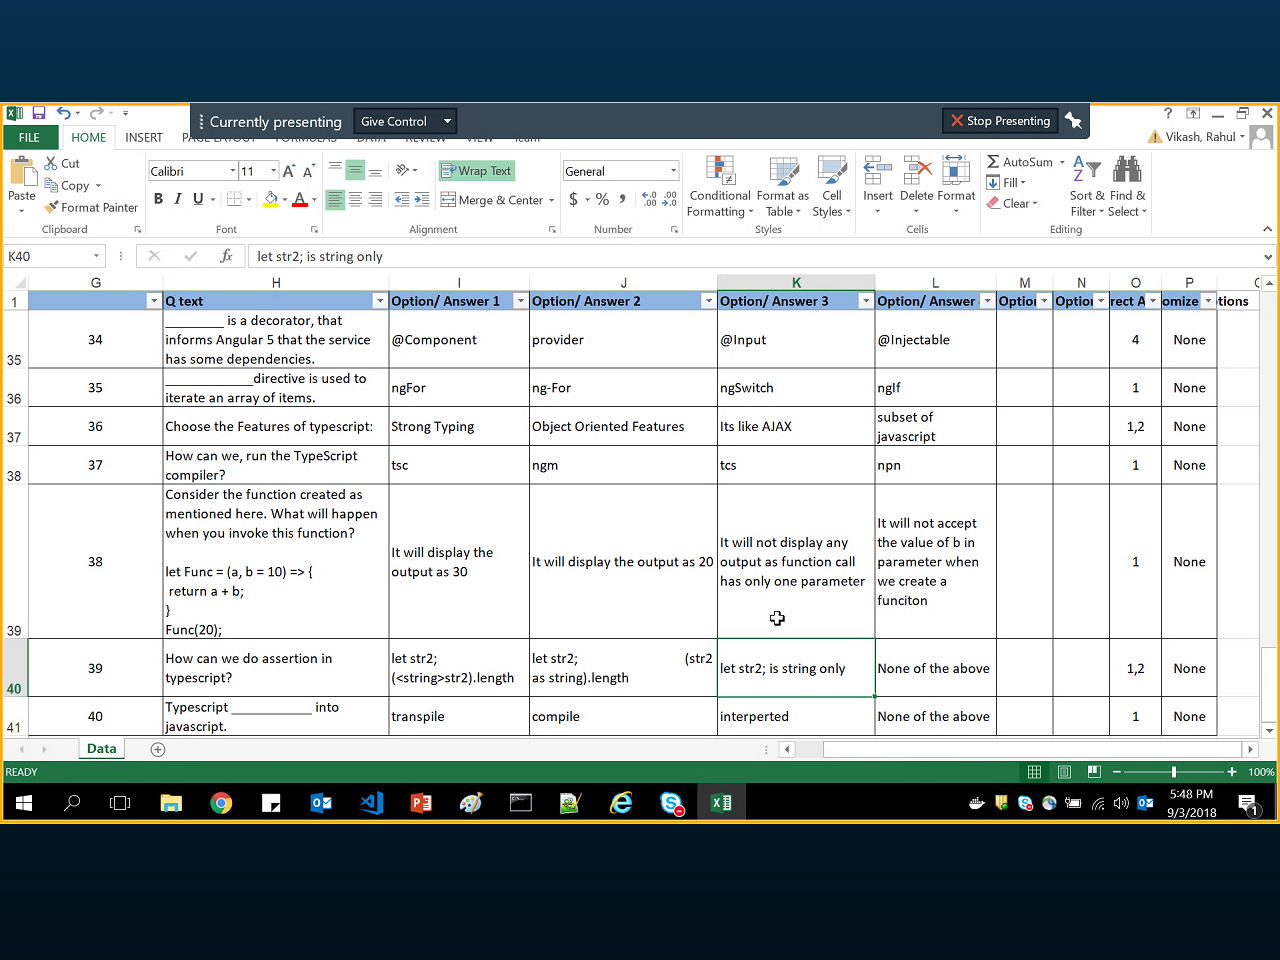 Currently presenting
Give Control
Stop Presenting
FILE
HOME
INSERT
Vikash, Rahul
Cut
Copy
Format Painter
Paste
Clipboard
Calibri
11
B I U
Font
Wrap Text
Merge & Center
Alignment
General
$ % ,
Number
Conditional Formatting
Format as Table
Cell Styles
Styles
Insert
Delete
Format
Cells
AutoSum
Fill
Clear
Sort & Filter
Find & Select
Editing
K40
fx
let str2; is string only
G H I J K L M N O P
1 Q text Option/ Answer 1 Option/ Answer 2 Option/ Answer 3 Option/ Answer
35 34
________ is a decorator, that
informs Angular 5 that the service
has some dependencies.
@Component provider @Input @Injectable 4 None
36 35
____________directive is used to
iterate an array of items.
ngFor ng-For ngSwitch ngIf 1 None
37 36
Choose the Features of typescript:
Strong Typing Object Oriented Features Its like AJAX
subset of
javascript
1,2 None
38 37
How can we, run the TypeScript
compiler?
tsc ngm tcs npn 1 None
39 38
Consider the function created as
mentioned here. What will happen
when you invoke this function?
let Func = (a, b = 10) => {
return a + b;
}
Func(20);
It will display the
output as 30
It will display the output as 20
It will not display any
output as function call
has only one parameter
It will not accept
the value of b in
parameter when
we create a
funciton
1 None
40 39
How can we do assertion in
typescript?
let str2;
(<string>str2).length
let str2; (str2
as string).length
let str2; is string only
None of the above
1,2 None
41 40
Typescript ___________ into
javascript.
transpile compile interperted None of the above 1 None
Data
READY
100%
5:48 PM
9/3/2018
1